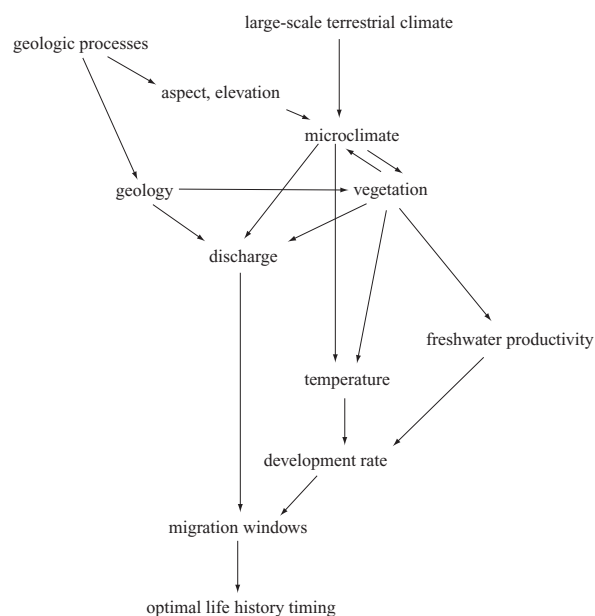 large-scale terrestrial climate
geologic processes
aspect, elevation
microclimate
geology
vegetation
discharge
freshwater productivity
temperature
development rate
migration windows
optimal life history timing